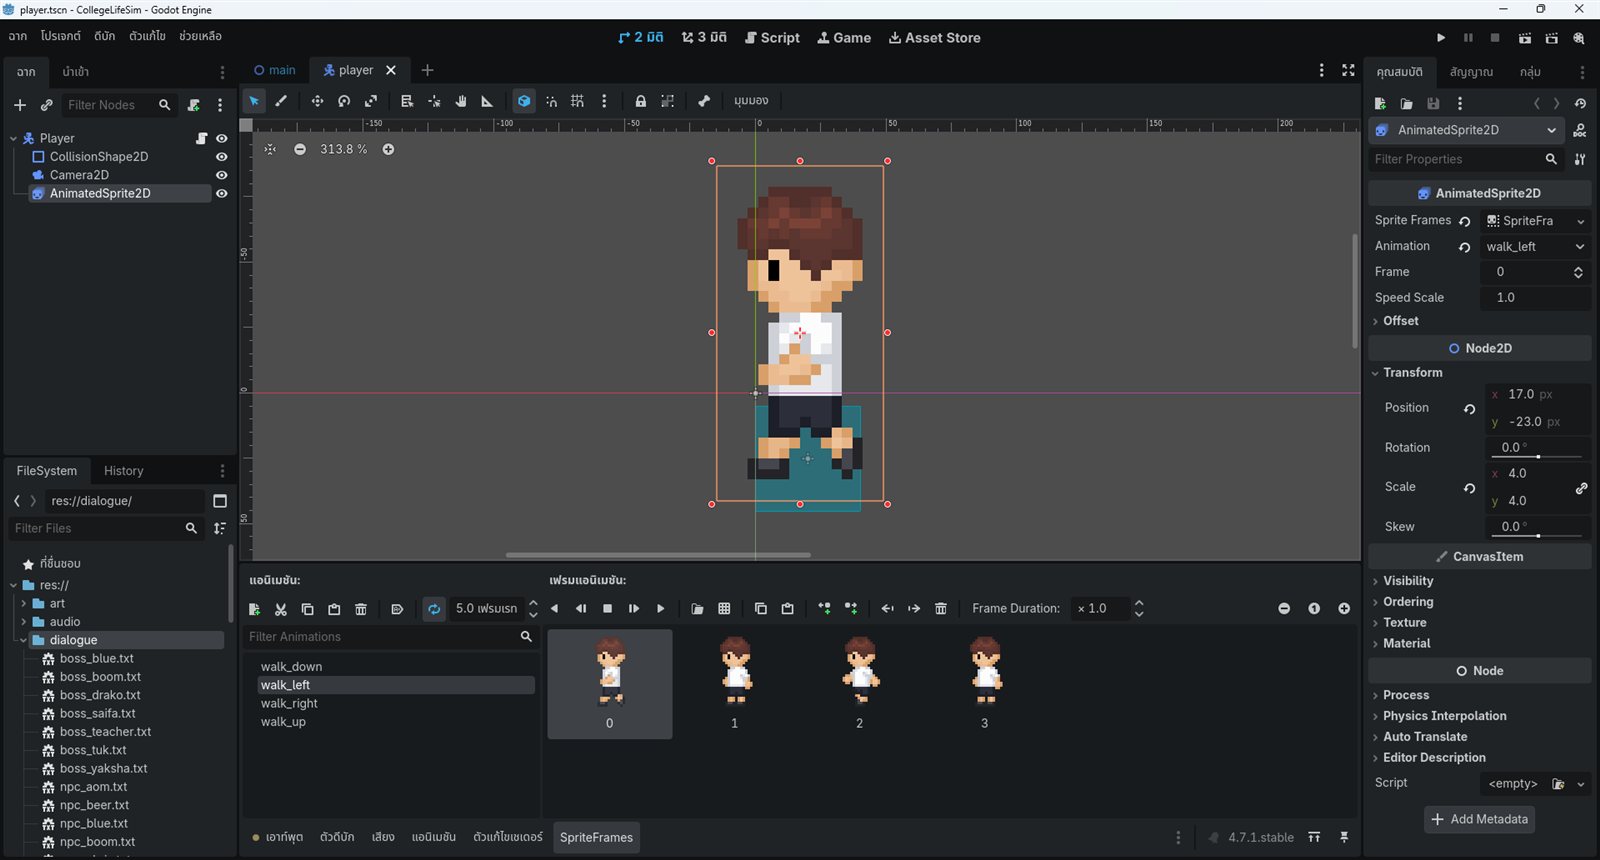 player.tscn - CollegeLifeSim - Godot Engine
ฉาก โปรเจกต์ ดีบัก ตัวแก้ไข ช่วยเหลือ
2 มิติ 3 มิติ Script Game Asset Store
ฉาก นำเข้า
Filter Nodes
Player
CollisionShape2D
Camera2D
AnimatedSprite2D
FileSystem History
res://dialogue/
Filter Files
ที่ชื่นชอบ
res://
art
audio
dialogue
boss_blue.txt
boss_boom.txt
boss_drako.txt
boss_saifa.txt
boss_teacher.txt
boss_tuk.txt
boss_yaksha.txt
npc_aom.txt
npc_beer.txt
npc_blue.txt
npc_boom.txt
main player
มุมมอง
-150 -100 -50 0 50 100 150 200
313.8 %
-50
0
50
แอนิเมชัน:
5.0 เฟรมเรท
Filter Animations
walk_down
walk_left
walk_right
walk_up
เฟรมแอนิเมชัน:
Frame Duration: × 1.0
0 1 2 3
เอาท์พุต ตัวดีบัก เสียง แอนิเมชัน ตัวแก้ไขเชดเดอร์ SpriteFrames
4.7.1.stable
คุณสมบัติ สัญญาณ กลุ่ม
AnimatedSprite2D
Filter Properties
AnimatedSprite2D
Sprite Frames SpriteFra
Animation walk_left
Frame 0
Speed Scale 1.0
Offset
Node2D
Transform
Position x 17.0 px
y -23.0 px
Rotation 0.0 °
Scale x 4.0
y 4.0
Skew 0.0 °
CanvasItem
Visibility
Ordering
Texture
Material
Node
Process
Physics Interpolation
Auto Translate
Editor Description
Script <empty>
Add Metadata